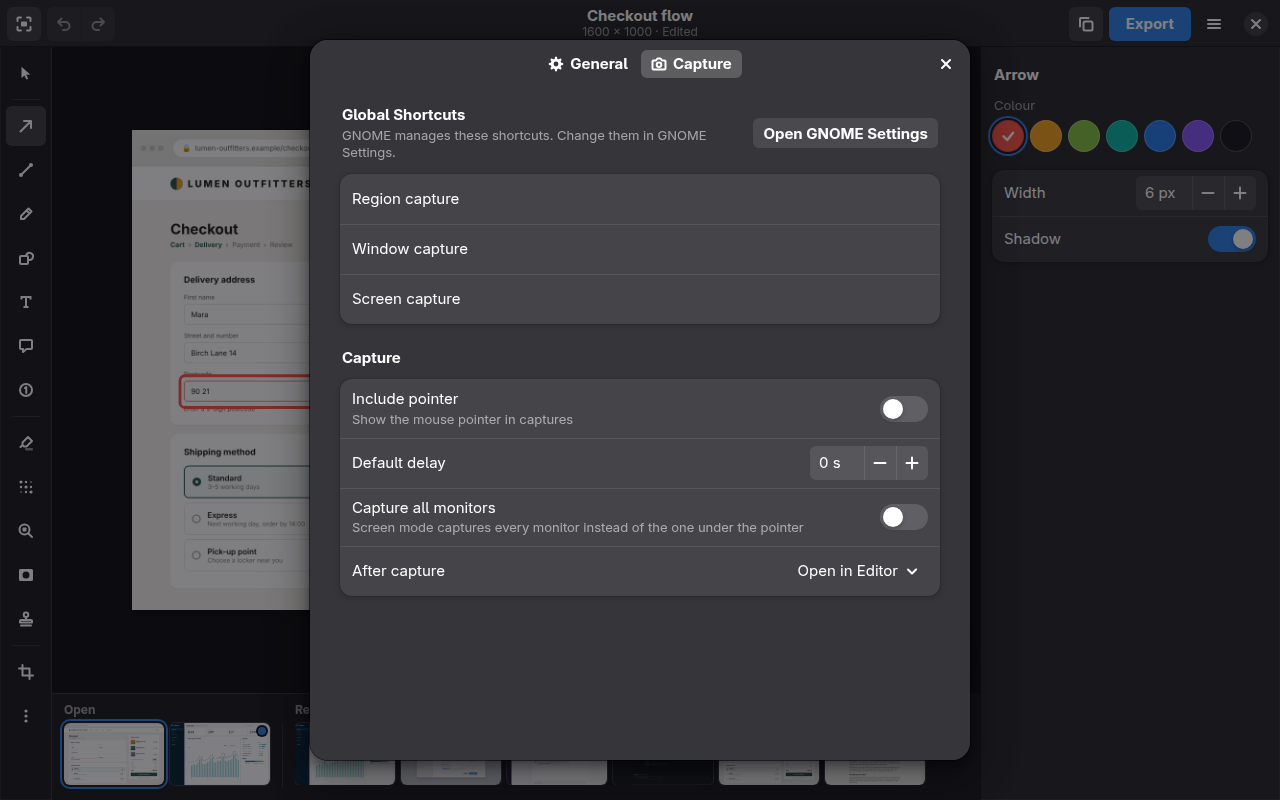 Checkout flow
1600 × 1000 · Edited
Export
General
Capture
Global Shortcuts
GNOME manages these shortcuts. Change them in GNOME
Settings.
Open GNOME Settings
Region capture
Window capture
Screen capture
Capture
Include pointer
Show the mouse pointer in captures
Default delay
0 s
Capture all monitors
Screen mode captures every monitor instead of the one under the pointer
After capture
Open in Editor
Arrow
Colour
Width
6 px
Shadow
lumen-outfitters.example/checkou
LUMEN OUTFITTERS
Checkout
Cart › Delivery › Payment › Review
Delivery address
First name
Mara
Street and number
Birch Lane 14
90 21
Shipping method
Standard
3–5 working days
Express
Next working day, order by 16:00
Pick-up point
Choose a locker near you
Open
Re